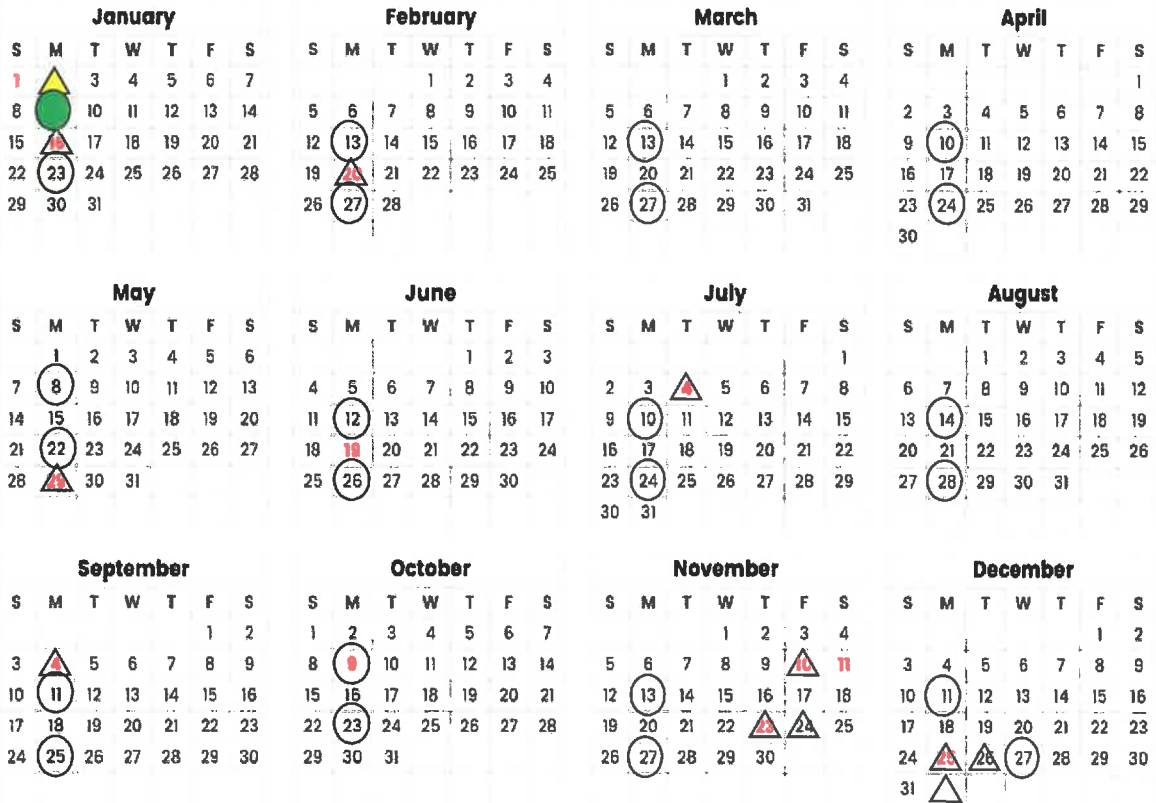 January February March April
S M T W T F S S M T W T F S S M T W T F S S M T W T F S
1 3 4 5 6 7 1 2 3 4 1 2 3 4 1
8 10 11 12 13 14 5 6 7 8 9 10 11 5 6 7 8 9 10 11 2 3 4 5 6 7 8
15 16 17 18 19 20 21 12 13 14 15 16 17 18 12 13 14 15 16 17 18 9 10 11 12 13 14 15
22 23 24 25 26 27 28 19 20 21 22 23 24 25 19 20 21 22 23 24 25 16 17 18 19 20 21 22
29 30 31 26 27 28 26 27 28 29 30 31 23 24 25 26 27 28 29
30
May June July August
S M T W T F S S M T W T F S S M T W T F S S M T W T F S
1 2 3 4 5 6 1 2 3 1 1 2 3 4 5
7 8 9 10 11 12 13 4 5 6 7 8 9 10 2 3 4 5 6 7 8 6 7 8 9 10 11 12
14 15 16 17 18 19 20 11 12 13 14 15 16 17 9 10 11 12 13 14 15 13 14 15 16 17 18 19
21 22 23 24 25 26 27 18 19 20 21 22 23 24 16 17 18 19 20 21 22 20 21 22 23 24 25 26
28 29 30 31 25 26 27 28 29 30 23 24 25 26 27 28 29 27 28 29 30 31
30 31
September October November December
S M T W T F S S M T W T F S S M T W T F S S M T W T F S
1 2 1 2 3 4 5 6 7 1 2 3 4 1 2
3 4 5 6 7 8 9 8 9 10 11 12 13 14 5 6 7 8 9 10 11 3 4 5 6 7 8 9
10 11 12 13 14 15 16 15 16 17 18 19 20 21 12 13 14 15 16 17 18 10 11 12 13 14 15 16
17 18 19 20 21 22 23 22 23 24 25 26 27 28 19 20 21 22 23 24 25 17 18 19 20 21 22 23
24 25 26 27 28 29 30 29 30 31 26 27 28 29 30 24 25 26 27 28 29 30
31